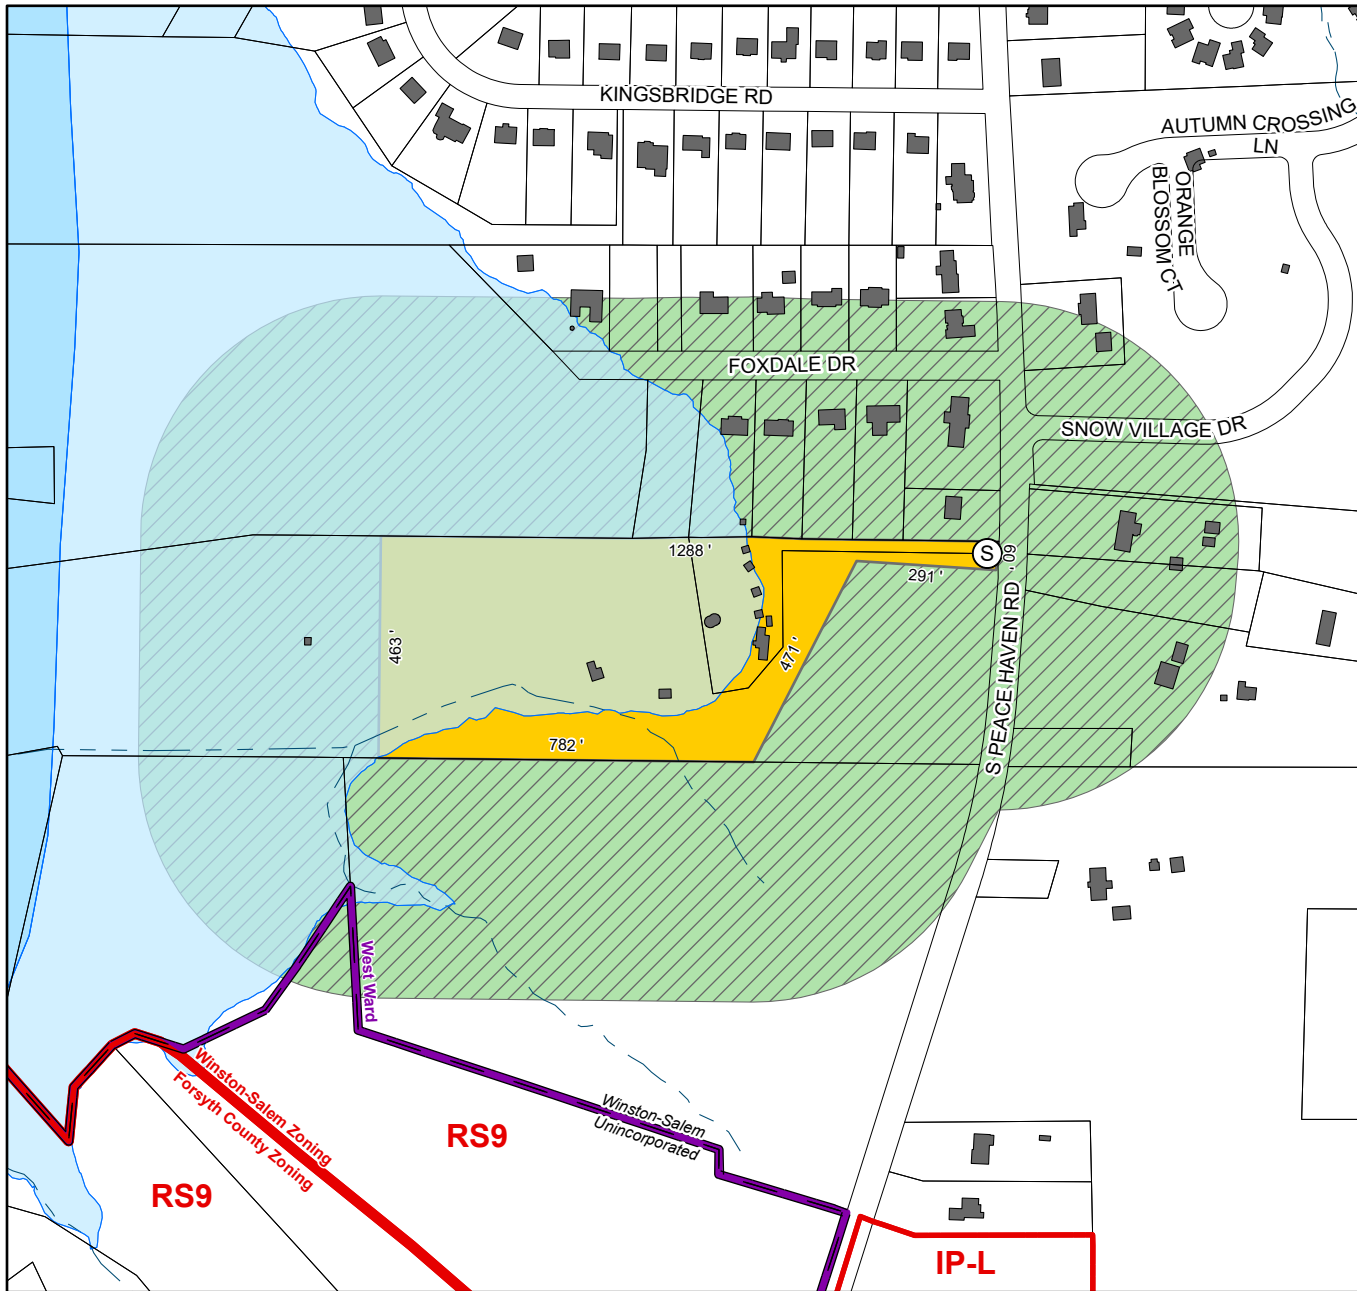 KINGSBRIDGE RD
AUTUMN CROSSING
LN
ORANGE
BLOSSOM CT
FOXDALE DR
SNOW VILLAGE DR
1288 '
S
60 '
291 '
463 '
471 '
S PEACE HAVEN RD
782 '
West Ward
Winston-Salem Zoning
Forsyth County Zoning
Winston-Salem
Unincorporated
RS9
RS9
IP-L